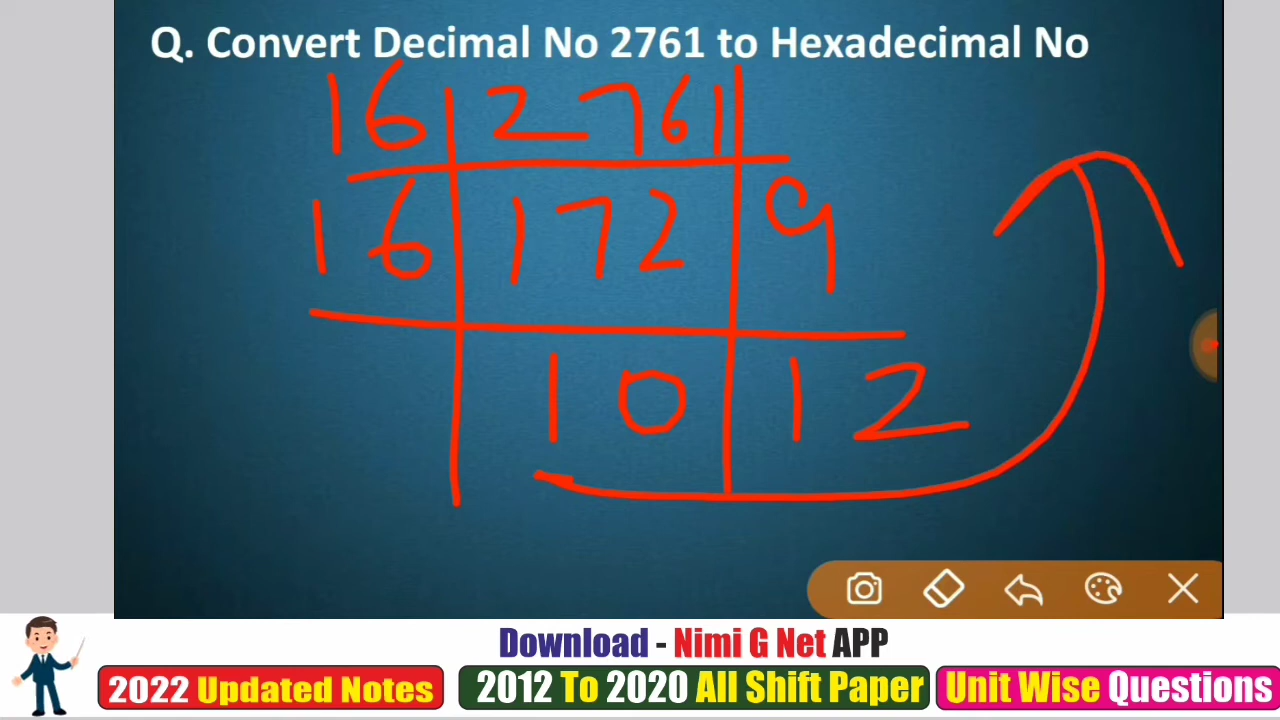 Q. Convert Decimal No 2761 to Hexadecimal No
16 2761
16 172 9
10 12
Download - Nimi G Net APP
2022 Updated Notes 2012 To 2020 All Shift Paper Unit Wise Questions